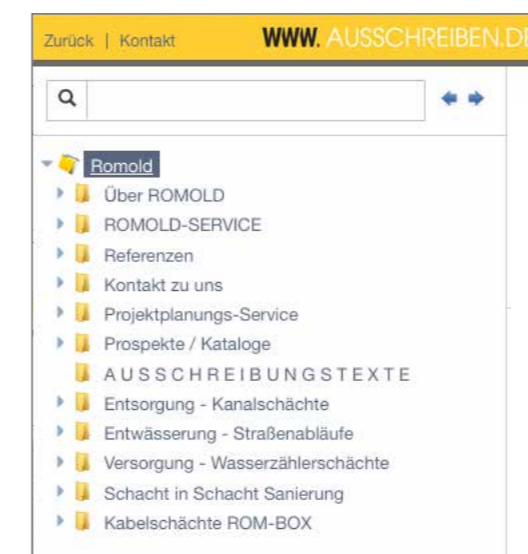 Zurück | Kontakt
WWW. AUSSCHREIBEN.DE
Romold
Über ROMOLD
ROMOLD-SERVICE
Referenzen
Kontakt zu uns
Projektplanungs-Service
Prospekte / Kataloge
A U S S C H R E I B U N G S T E X T E
Entsorgung - Kanalschächte
Entwässerung - Straßenabläufe
Versorgung - Wasserzählerschächte
Schacht in Schacht Sanierung
Kabelschächte ROM-BOX